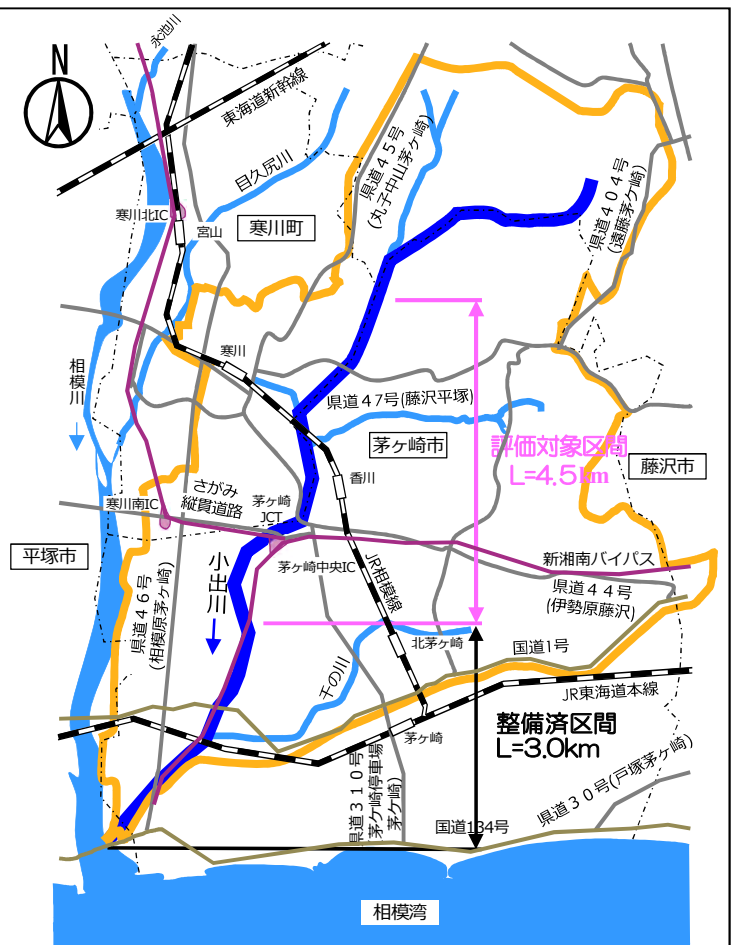 N
永池川
東海道新幹線
目久尻川
県道45号
(丸子中山茅ヶ崎)
県道404号
(遠藤茅ケ崎)
寒川北IC
宮山
寒川町
相模川
寒川
県道47号(藤沢平塚)
茅ヶ崎市
評価対象区間
L=4.5km
藤沢市
香川
さがみ
縦貫道路
寒川南IC
茅ヶ崎
JCT
平塚市
小出川
茅ヶ崎中央IC
JR相模線
新湘南バイパス
県道44号
(伊勢原藤沢)
県道46号
(相模原茅ヶ崎)
北茅ヶ崎
国道1号
千の川
JR東海道本線
茅ヶ崎
整備済区間
L=3.0km
県道310号
(茅ケ崎停車場
茅ケ崎)
県道30号(戸塚茅ヶ崎)
国道134号
相模湾